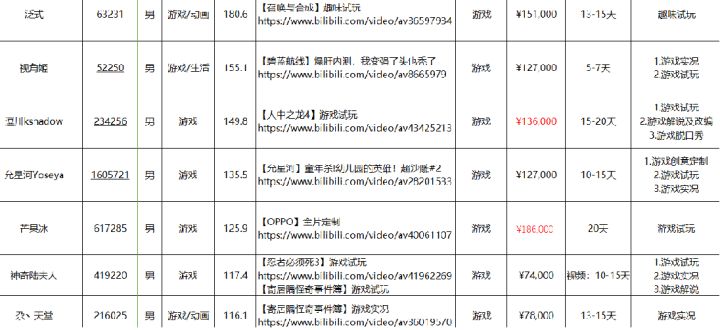 泛式 63231 男 游戏/动画 180.6 【召唤与合成】趣味试玩 游戏 ¥151,000 13-15天 趣味试玩
https://www.bilibili.com/video/av36597934
视角姬 52250 男 游戏/生活 155.1 【碧蓝航线】爆肝内测，我变强了头也秃了 游戏 ¥127,000 5-7天 1.游戏实况
https://www.bilibili.com/video/av8665979 2.游戏试玩
逗川kshadow 234256 男 游戏 149.8 【人中之龙4】游戏试玩 游戏 ¥136,000 15-20天 1.游戏试玩
https://www.bilibili.com/video/av43425213 2.游戏解说及改编
3.游戏脱口秀
允星河Yoseya 1605721 男 游戏 135.5 【允星河】童年杀!幼儿园的英雄！超沙雕#2 游戏 ¥127,000 10-15天 1.游戏创意定制
https://www.bilibili.com/video/av28201533 2.游戏试玩
3.游戏实况
芒果冰 617285 男 游戏 125.9 【OPPO】全片定制 游戏 ¥186,000 20天 游戏试玩
https://www.bilibili.com/video/av40061107
神奇陆夫人 419220 男 游戏 117.4 【忍者必须死3】游戏试玩 游戏 ¥74,000 视频：10-15天 1.游戏试玩
https://www.bilibili.com/video/av41962269 2.游戏实况
【寄居隅怪奇事件簿】游戏试玩 3.游戏解说
丶天堂 216025 男 游戏/动画 116.1 【寄居隅怪奇事件簿】游戏实况 游戏 ¥78,000 13-15天 游戏实况
https://www.bilibili.com/video/av36019570